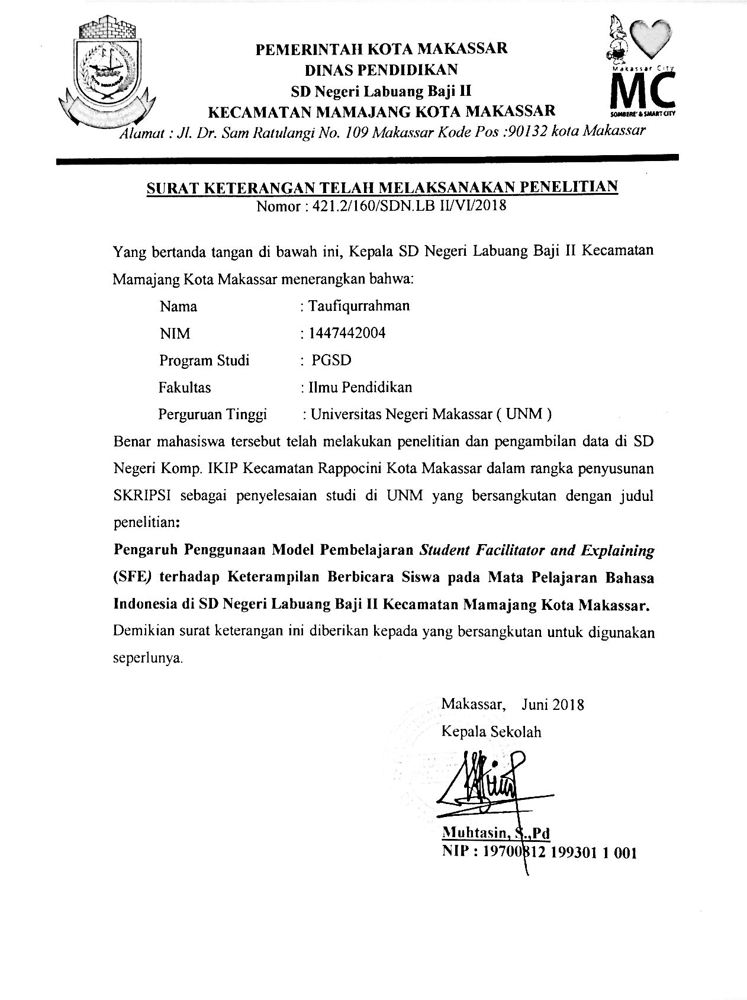 PEMERINTAH KOTA MAKASSAR
DINAS PENDIDIKAN
SD Negeri Labuang Baji II
KECAMATAN MAMAJANG KOTA MAKASSAR
Alamat : Jl. Dr. Sam Ratulangi No. 109 Makassar Kode Pos :90132 kota Makassar
KOTA MAKASSAR
Makassar City
MC
SOMBERE' & SMART CITY
SURAT KETERANGAN TELAH MELAKSANAKAN PENELITIAN
Nomor : 421.2/160/SDN.LB II/VI/2018
Yang bertanda tangan di bawah ini, Kepala SD Negeri Labuang Baji II Kecamatan
Mamajang Kota Makassar menerangkan bahwa:
Nama : Taufiqurrahman
NIM : 1447442004
Program Studi : PGSD
Fakultas : Ilmu Pendidikan
Perguruan Tinggi : Universitas Negeri Makassar ( UNM )
Benar mahasiswa tersebut telah melakukan penelitian dan pengambilan data di SD
Negeri Komp. IKIP Kecamatan Rappocini Kota Makassar dalam rangka penyusunan
SKRIPSI sebagai penyelesaian studi di UNM yang bersangkutan dengan judul
penelitian:
Pengaruh Penggunaan Model Pembelajaran Student Facilitator and Explaining
(SFE) terhadap Keterampilan Berbicara Siswa pada Mata Pelajaran Bahasa
Indonesia di SD Negeri Labuang Baji II Kecamatan Mamajang Kota Makassar.
Demikian surat keterangan ini diberikan kepada yang bersangkutan untuk digunakan
seperlunya.
Makassar, Juni 2018
Kepala Sekolah
Muhtasin, S.,Pd
NIP : 19700812 199301 1 001